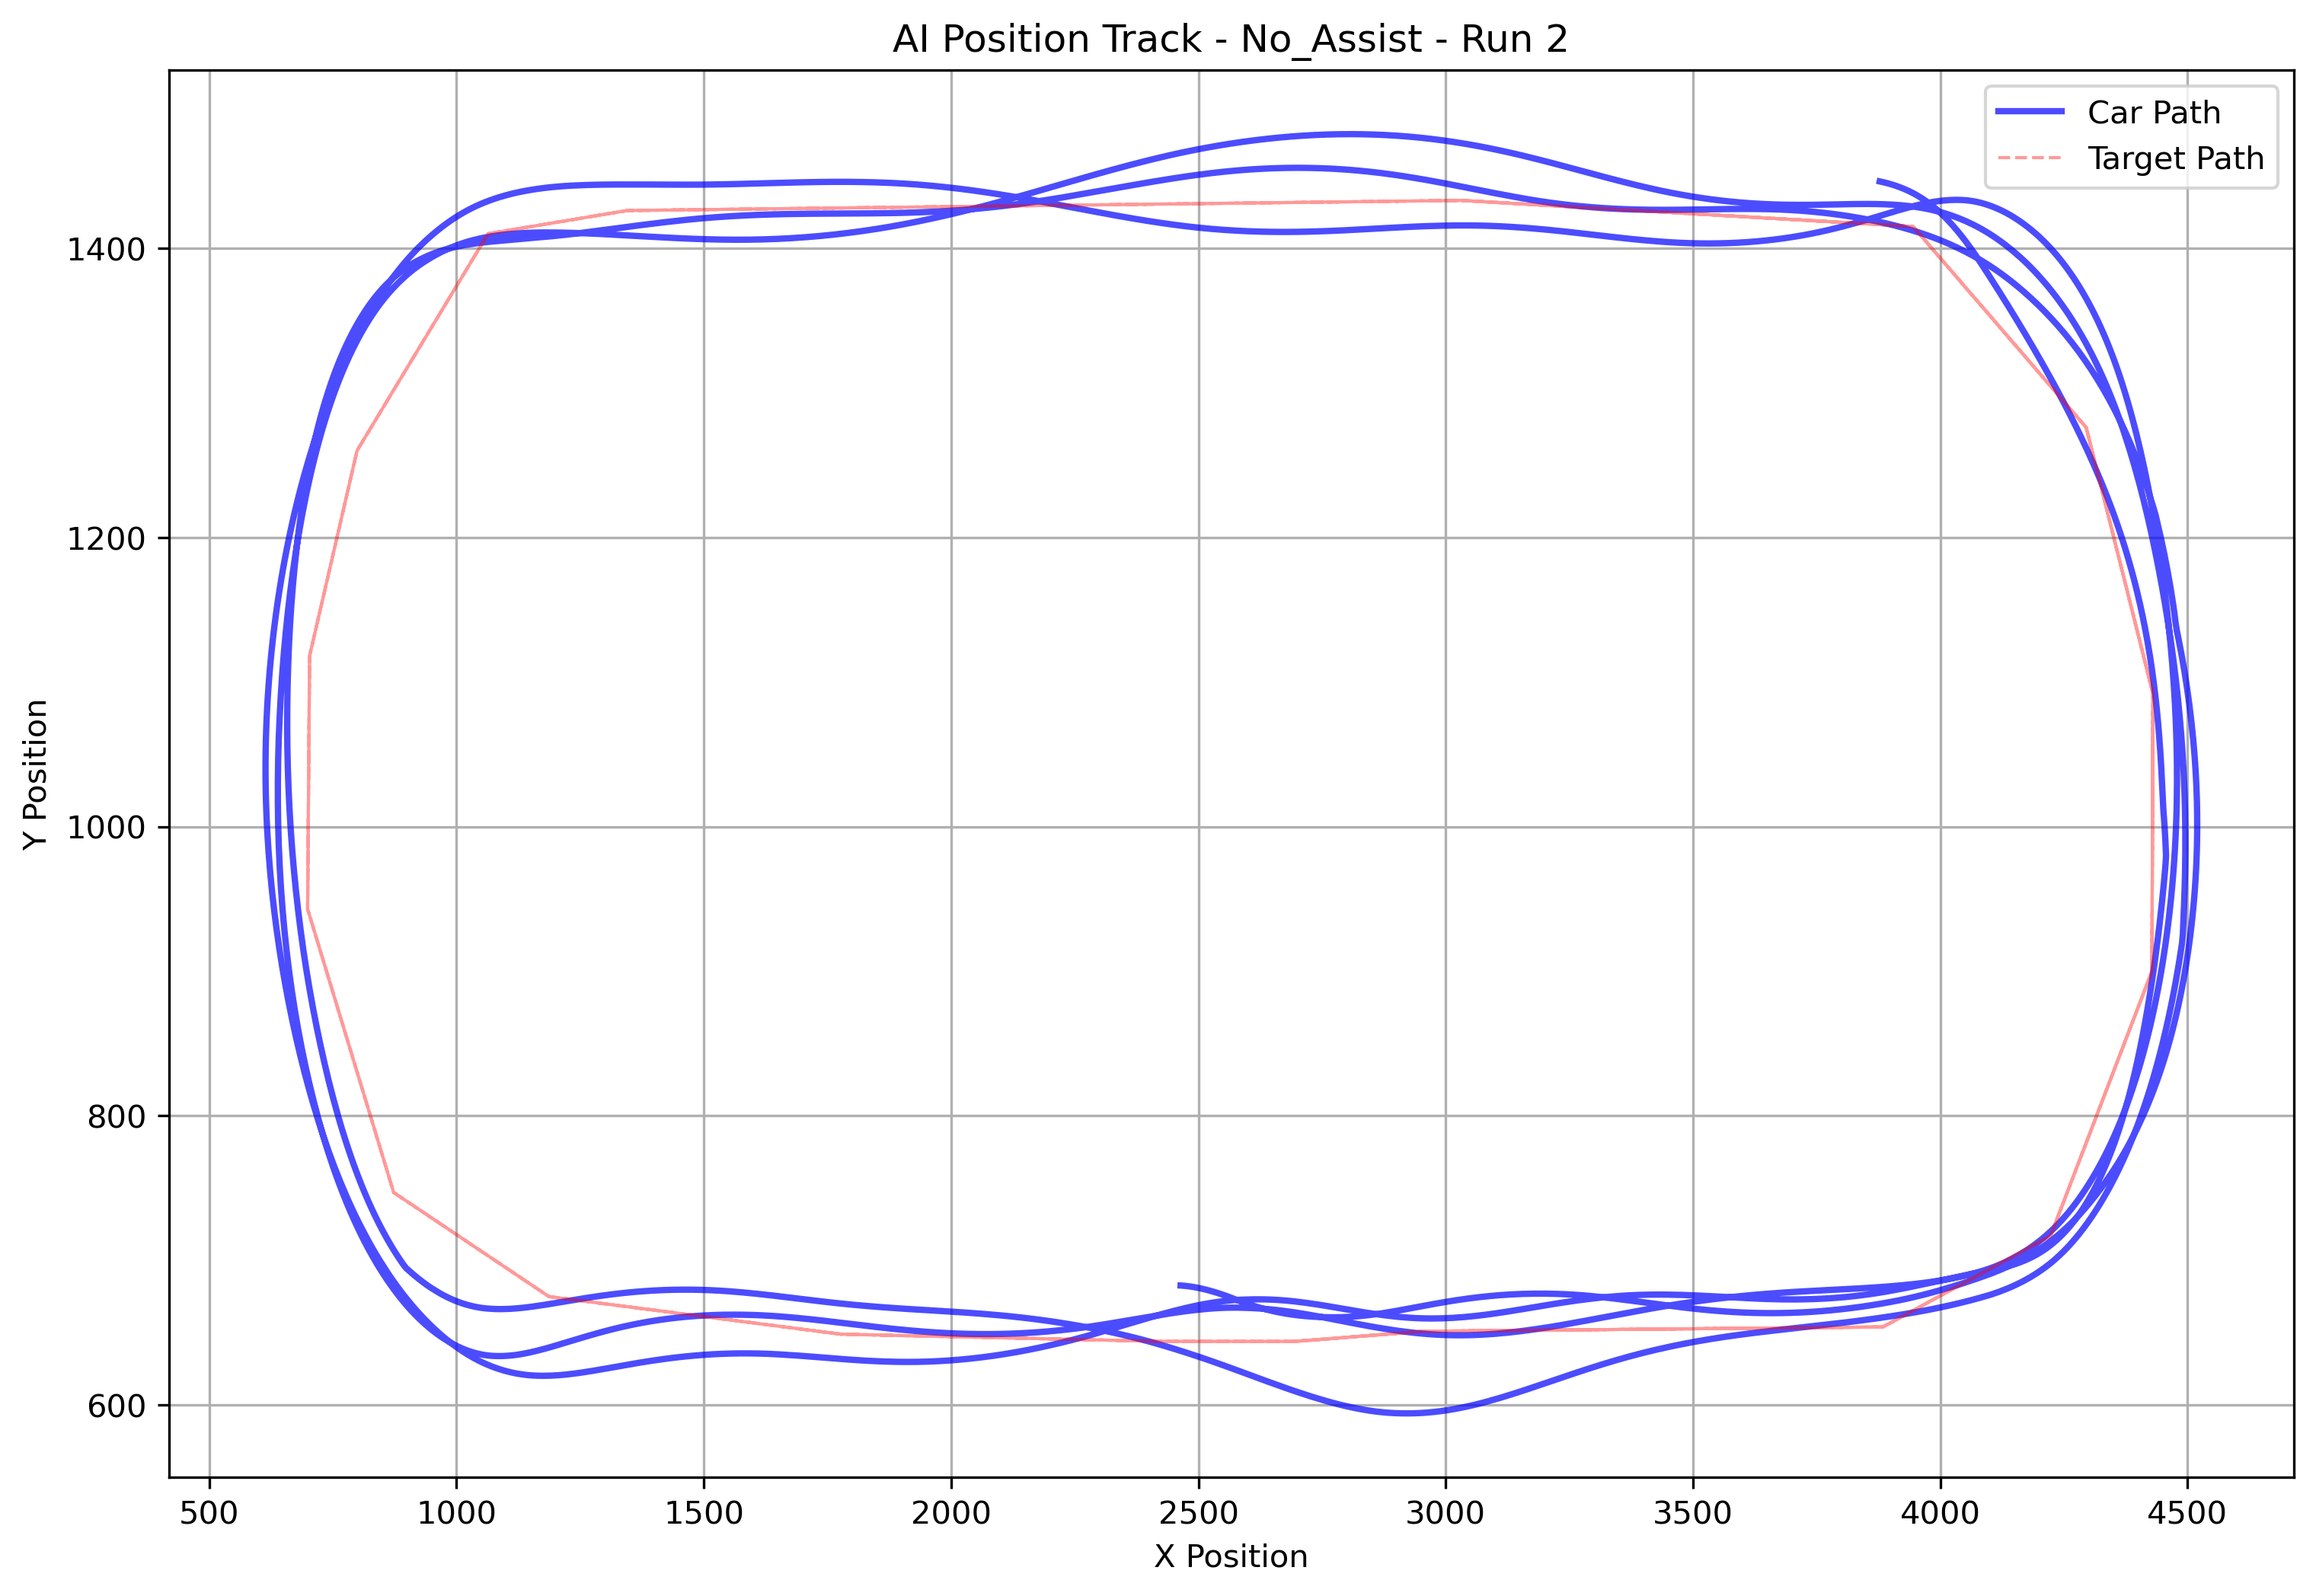 AI Position Track - No_Assist - Run 2
Car Path
Target Path
1400
1200
1000
800
600
Y Position
500 1000 1500 2000 2500 3000 3500 4000 4500
X Position